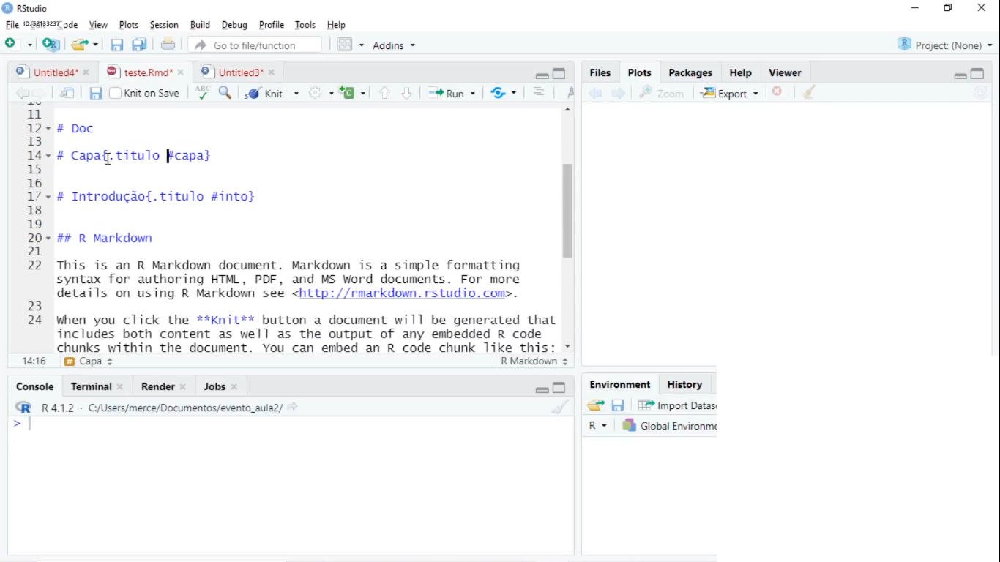 RStudio
File ID:52133237 ode View Plots Session Build Debug Profile Tools Help
Go to file/function Addins Project: (None)
Untitled4* teste.Rmd* Untitled3*
Knit on Save ABC Knit Run
11
12 # Doc
13
14 # Capa{.titulo #capa}
15
16
17 # Introdução{.titulo #into}
18
19
20 ## R Markdown
21
22 This is an R Markdown document. Markdown is a simple formatting
syntax for authoring HTML, PDF, and MS Word documents. For more
details on using R Markdown see <http://rmarkdown.rstudio.com>.
23
24 When you click the **Knit** button a document will be generated that
includes both content as well as the output of any embedded R code
chunks within the document. You can embed an R code chunk like this:
14:16 # Capa R Markdown
Console Terminal Render Jobs
R 4.1.2 · C:/Users/merce/Documentos/evento_aula2/
>
Files Plots Packages Help Viewer
Zoom Export
Environment History
Import Datas
R Global Environme